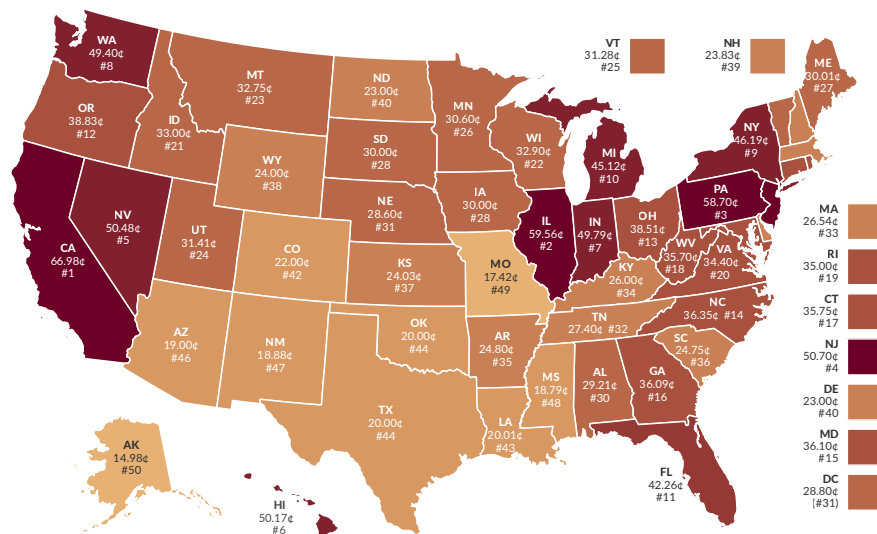 WA
49.40¢
#8
MT
32.75¢
#23
ND
23.00¢
#40
MN
30.60¢
#26
VT
31.28¢
#25
NH
23.83¢
#39
ME
30.01¢
#27
OR
38.83¢
#12
ID
33.00¢
#21
WY
24.00¢
#38
SD
30.00¢
#28
WI
32.90¢
#22
MI
45.12¢
#10
NY
46.19¢
#9
NV
50.48¢
#5
UT
31.41¢
#24
CO
22.00¢
#42
NE
28.60¢
#31
IA
30.00¢
#28
IL
59.56¢
#2
IN
49.79¢
#7
OH
38.51¢
#13
PA
58.70¢
#3
CA
66.98¢
#1
KS
24.03¢
#37
MO
17.42¢
#49
KY
26.00¢
#34
WV
35.70¢
#18
VA
34.40¢
#20
MA
26.54¢
#33
RI
35.00¢
#19
CT
35.75¢
#17
NJ
50.70¢
#4
DE
23.00¢
#40
MD
36.10¢
#15
DC
28.80¢
(#31)
AZ
19.00¢
#46
NM
18.88¢
#47
OK
20.00¢
#44
AR
24.80¢
#35
TN
27.40¢ #32
NC
36.35¢ #14
SC
24.75¢
#36
TX
20.00¢
#44
LA
20.01¢
#43
MS
18.79¢
#48
AL
29.21¢
#30
GA
36.09¢
#16
FL
42.26¢
#11
AK
14.98¢
#50
HI
50.17¢
#6